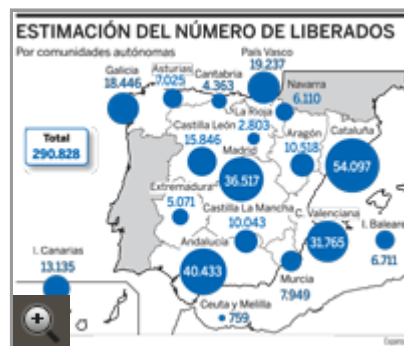 ESTIMACIÓN DEL NÚMERO DE LIBERADOS
Por comunidades autónomas
País Vasco
19.237
Galicia
18.446
Asturias
7.025
Cantabria
4.363
Navarra
6.110
La Rioja
2.803
Castilla León
15.846
Aragón
10.518
Cataluña
54.097
Total
290.828
Madrid
36.517
Extremadura
5.071
Castilla La Mancha
10.043
C. Valenciana
31.765
I. Baleare
6.711
I. Canarias
13.135
Andalucía
40.433
Murcia
7.949
Ceuta y Melilla
759